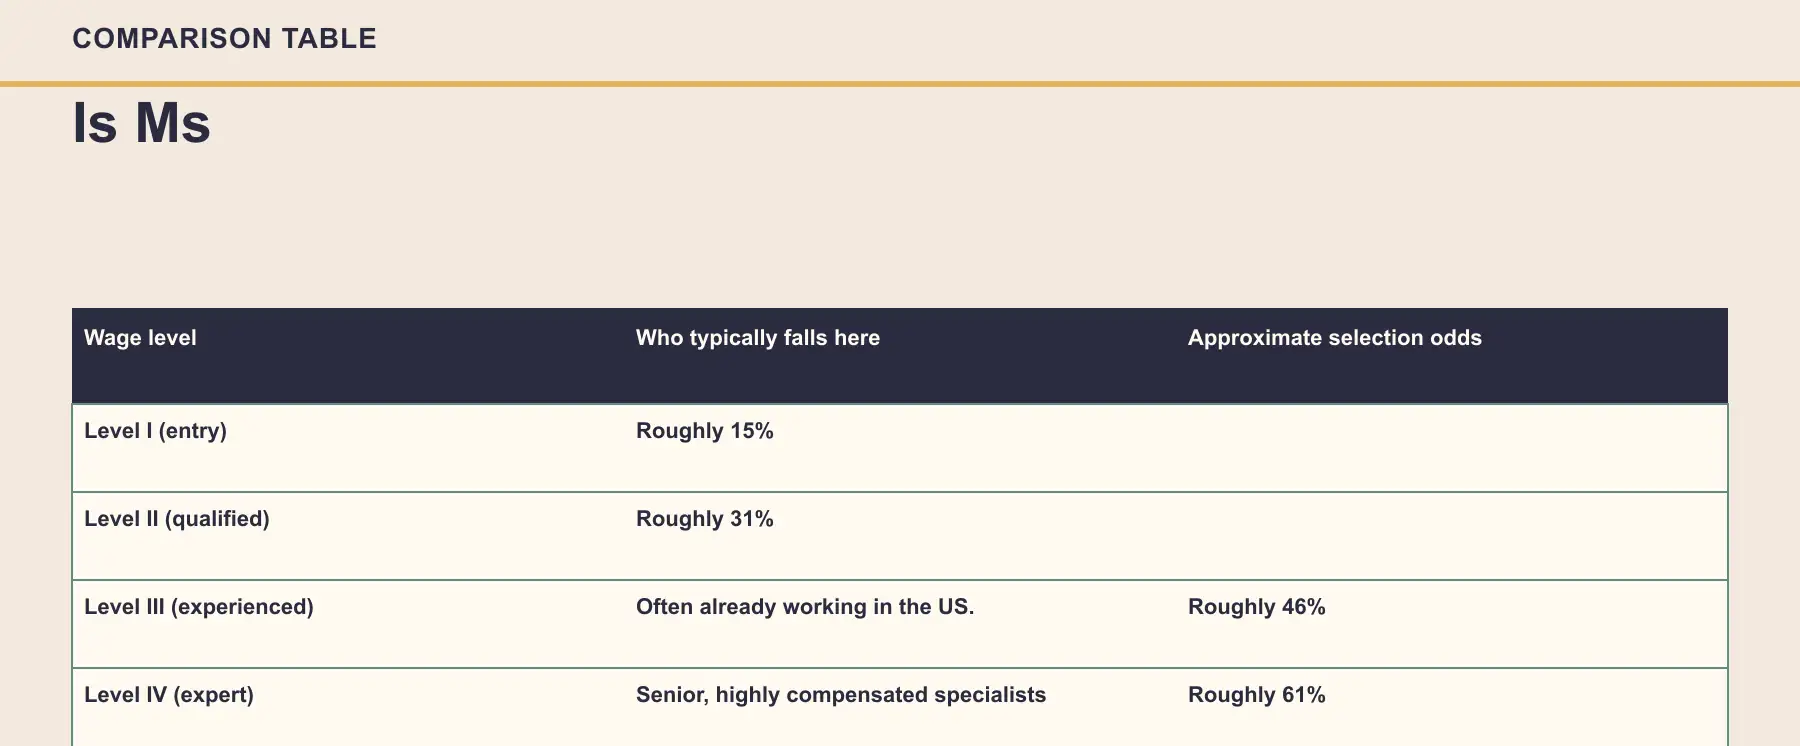 COMPARISON TABLE
Is Ms
Wage level Who typically falls here Approximate selection odds
Level I (entry) Roughly 15%
Level II (qualified) Roughly 31%
Level III (experienced) Often already working in the US. Roughly 46%
Level IV (expert) Senior, highly compensated specialists Roughly 61%